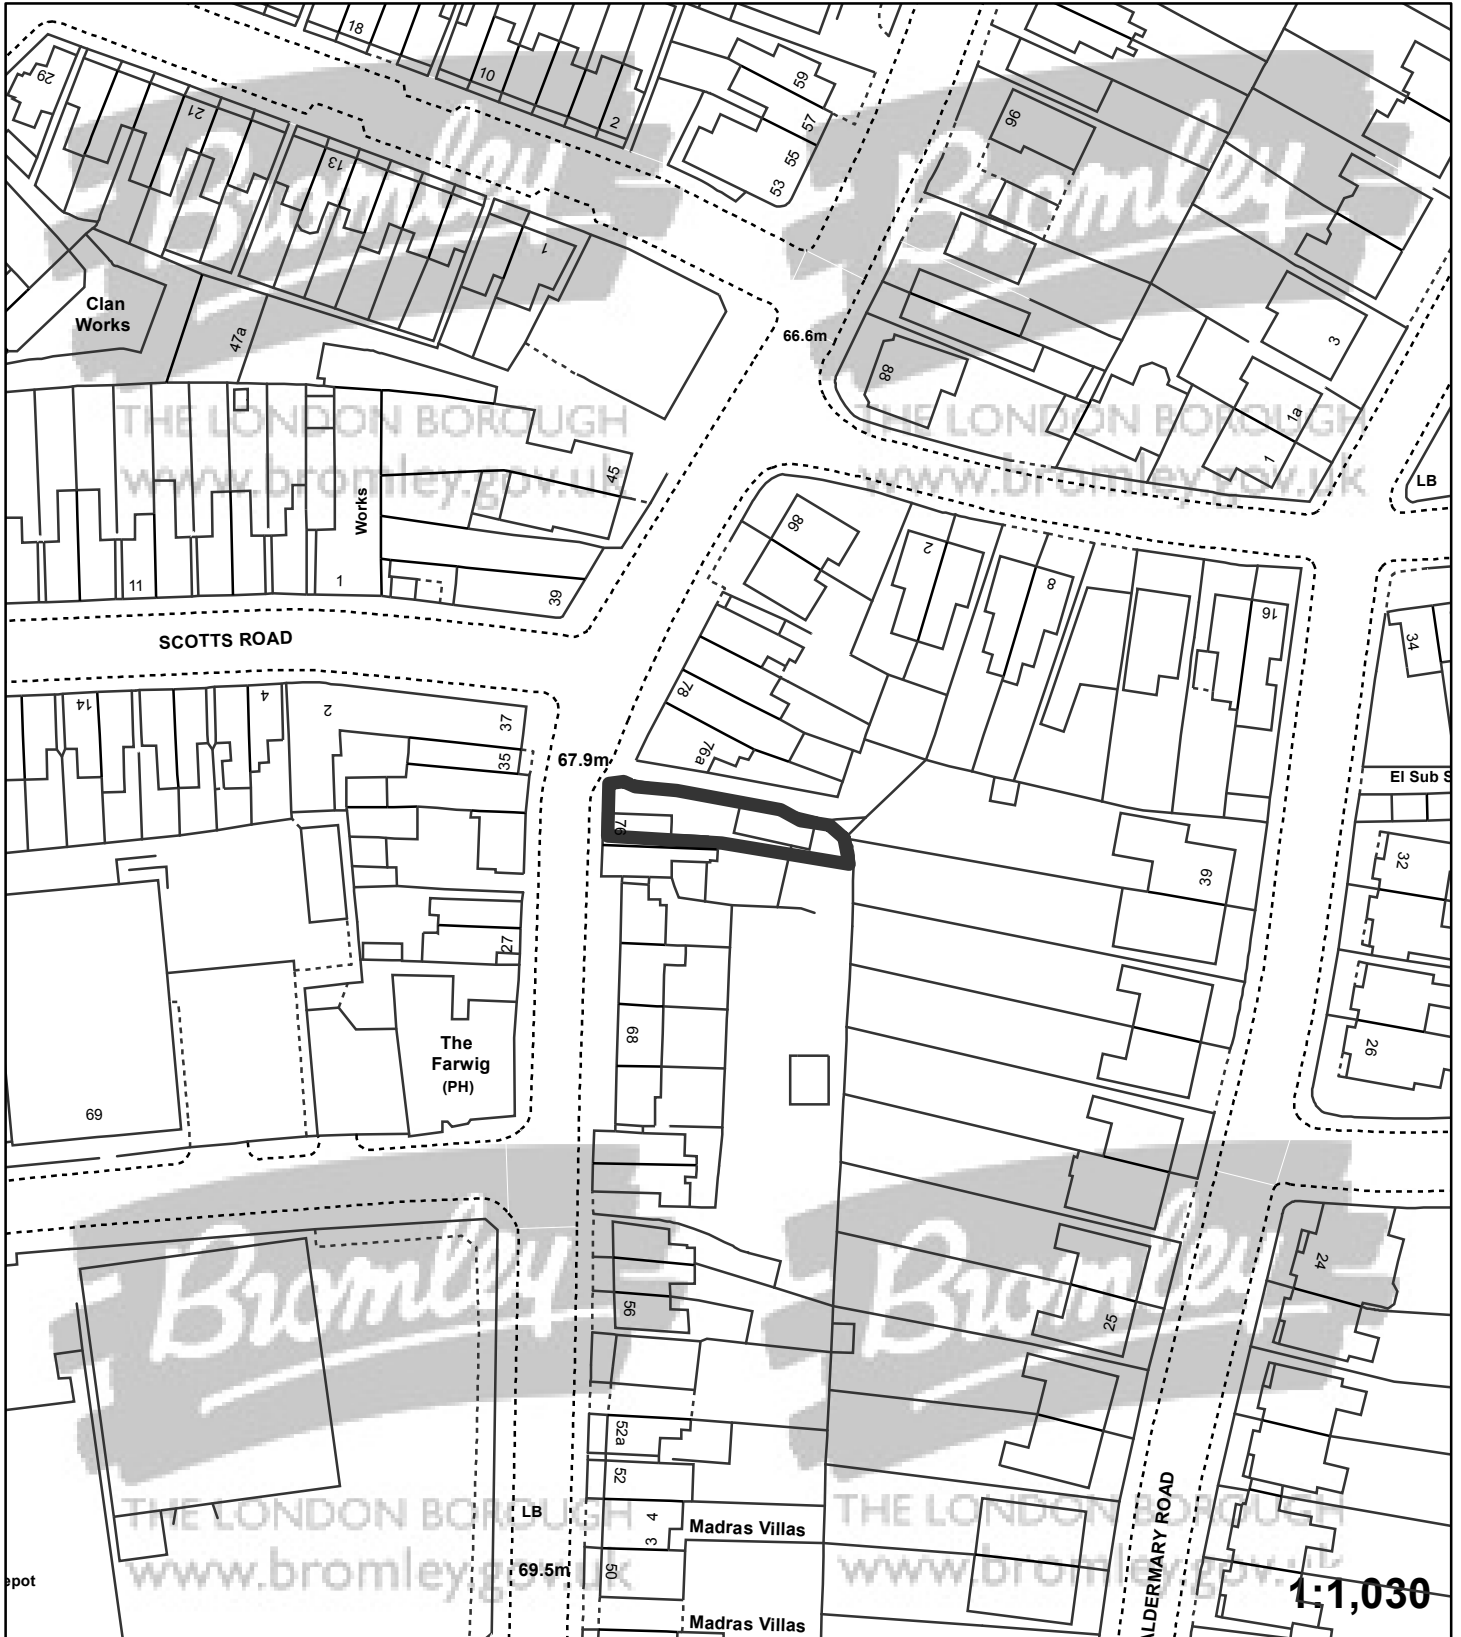 18
10
2
59
57
55
53
29
21
13
1
96
Bromley
Bromley
Clan
Works
47a
66.6m
88
3
1a
1
THE LONDON BOROUGH
THE LONDON BOROUGH
www.bromley.gov.uk
www.bromley.gov.uk
45
LB
Works
86
2
8
16
11
1
39
34
SCOTTS ROAD
14
4
2
37
35
78
76a
67.9m
El Sub S
76
39
32
27
The
Farwig
(PH)
68
26
69
Bromley
Bromley
24
56
25
52a
52
THE LONDON BOROUGH
THE LONDON BOROUGH
LB
4
3
Madras Villas
www.bromley.gov.uk
www.bromley.gov.uk
69.5m
50
epot
ALDERMARY ROAD
1:1,030
Madras Villas